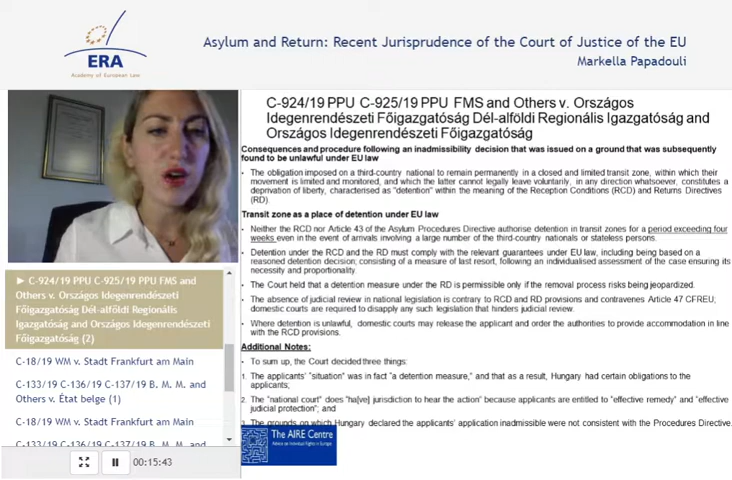 ERA
Academy of European Law
Asylum and Return: Recent Jurisprudence of the Court of Justice of the EU
Markella Papadouli
C-924/19 PPU C-925/19 PPU FMS and Others v. Országos
Idegenrendészeti Főigazgatóság Dél-alföldi Regionális Igazgatóság and
Országos Idegenrendészeti Főigazgatóság
Consequences and procedure following an inadmissibility decision that was issued on a ground that was subsequently
found to be unlawful under EU law
• The obligation imposed on a third-country national to remain permanently in a closed and limited transit zone, within which their
movement is limited and monitored, and which the latter cannot legally leave voluntarily, in any direction whatsoever, constitutes a
deprivation of liberty, characterised as "detention" within the meaning of the Reception Conditions (RCD) and Returns Directives
(RD).
Transit zone as a place of detention under EU law
• Neither the RCD nor Article 43 of the Asylum Procedures Directive authorise detention in transit zones for a period exceeding four
weeks even in the event of arrivals involving a large number of the third-country nationals or stateless persons.
• Detention under the RCD and the RD must comply with the relevant guarantees under EU law, including being based on a
reasoned detention decision; consisting of a measure of last resort, following an individualised assessment of the case ensuring its
necessity and proportionality.
• The Court held that a detention measure under the RD is permissible only if the removal process risks being jeopardized.
• The absence of judicial review in national legislation is contrary to RCD and RD provisions and contravenes Article 47 CFREU;
domestic courts are required to disapply any such legislation that hinders judicial review.
• Where detention is unlawful, domestic courts may release the applicant and order the authorities to provide accommodation in line
with the RCD provisions.
Additional Notes:
• To sum up, the Court decided three things:
1. The applicants' "situation" was in fact "a detention measure," and that as a result, Hungary had certain obligations to the
applicants;
2. The "national court" does "ha[ve] jurisdiction to hear the action" because applicants are entitled to "effective remedy" and "effective
judicial protection"; and
3. The grounds on which Hungary declared the applicants' application inadmissible were not consistent with the Procedures Directive.
The AIRE Centre
Advice on Individual Rights in Europe
► C-924/19 PPU C-925/19 PPU FMS and
Others v. Országos Idegenrendészeti
Főigazgatóság Dél-alföldi Regionális
Igazgatóság and Országos Idegenrendészeti
Főigazgatóság (2)
C-18/19 WM v. Stadt Frankfurt am Main
C-133/19 C-136/19 C-137/19 B. M. M. and
Others v. État belge (1)
C-18/19 WM v. Stadt Frankfurt am Main
C-133/19 C-136/19 C-137/19 B. M. M. and
00:15:43